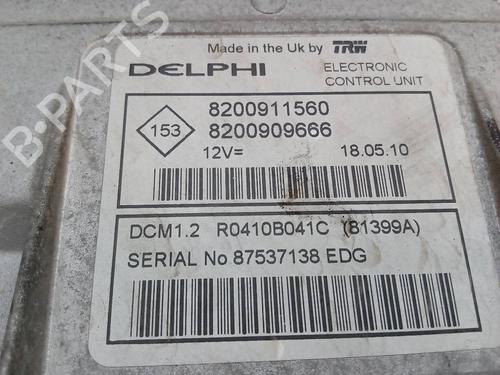 Made in the Uk by TRW
DELPHI ELECTRONIC
CONTROL UNIT
153
8200911560
8200909666
12V= 18.05.10
DCM1.2 R0410B041C (81399A)
SERIAL No 87537138 EDG
B-PARTS